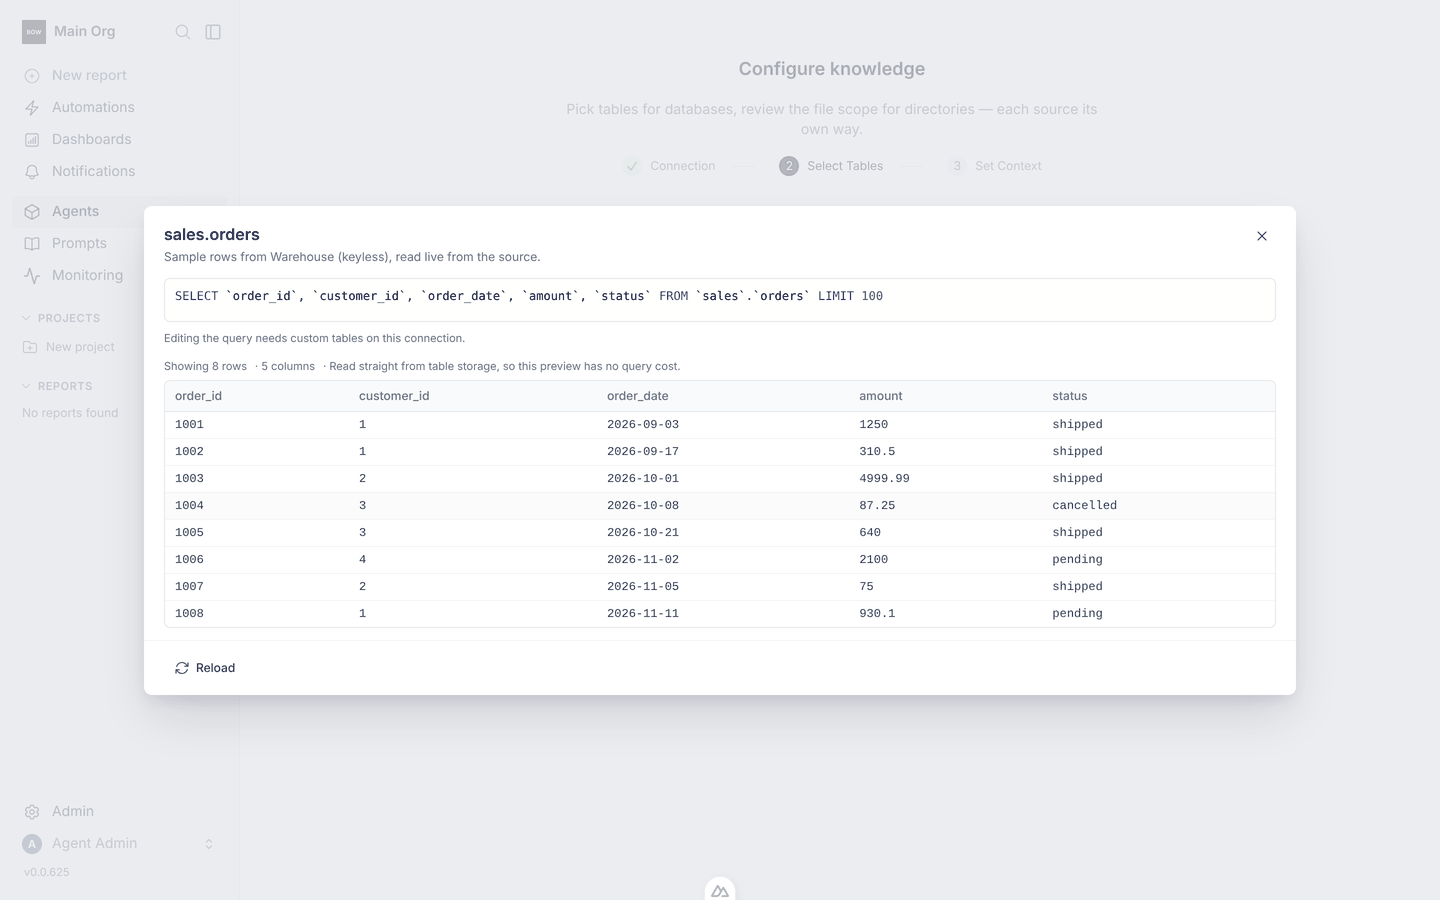 BOW Main Org
New report
Automations
Dashboards
Notifications
Agents
Prompts
Monitoring
PROJECTS
New project
REPORTS
No reports found
Admin
A Agent Admin
v0.0.625
Configure knowledge
Pick tables for databases, review the file scope for directories — each source its
own way.
Connection 2 Select Tables 3 Set Context
sales.orders
Sample rows from Warehouse (keyless), read live from the source.
SELECT `order_id`, `customer_id`, `order_date`, `amount`, `status` FROM `sales`.`orders` LIMIT 100
Editing the query needs custom tables on this connection.
Showing 8 rows · 5 columns · Read straight from table storage, so this preview has no query cost.
order_id customer_id order_date amount status
1001 1 2026-09-03 1250 shipped
1002 1 2026-09-17 310.5 shipped
1003 2 2026-10-01 4999.99 shipped
1004 3 2026-10-08 87.25 cancelled
1005 3 2026-10-21 640 shipped
1006 4 2026-11-02 2100 pending
1007 2 2026-11-05 75 shipped
1008 1 2026-11-11 930.1 pending
Reload